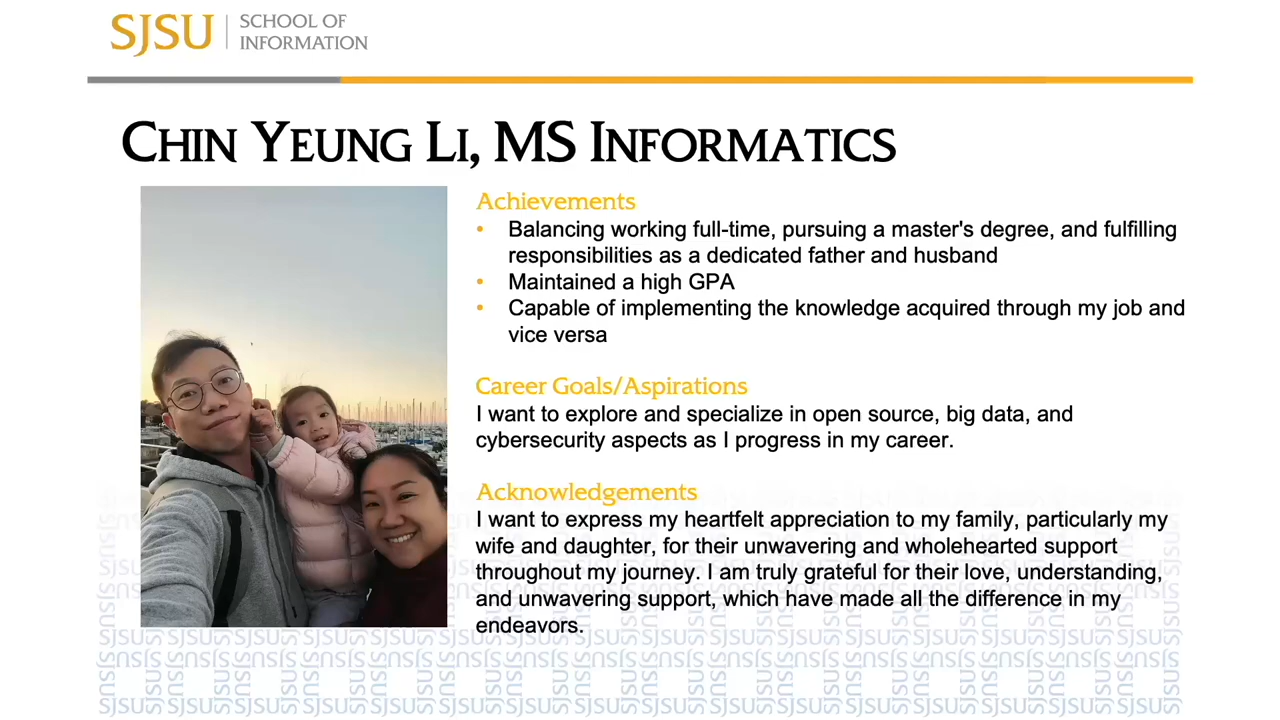 SJSU
SCHOOL OF
INFORMATION
CHIN YEUNG LI, MS INFORMATICS
Achievements
• Balancing working full-time, pursuing a master's degree, and fulfilling
responsibilities as a dedicated father and husband
• Maintained a high GPA
• Capable of implementing the knowledge acquired through my job and
vice versa
Career Goals/Aspirations
I want to explore and specialize in open source, big data, and
cybersecurity aspects as I progress in my career.
Acknowledgements
I want to express my heartfelt appreciation to my family, particularly my
wife and daughter, for their unwavering and wholehearted support
throughout my journey. I am truly grateful for their love, understanding,
and unwavering support, which have made all the difference in my
endeavors.